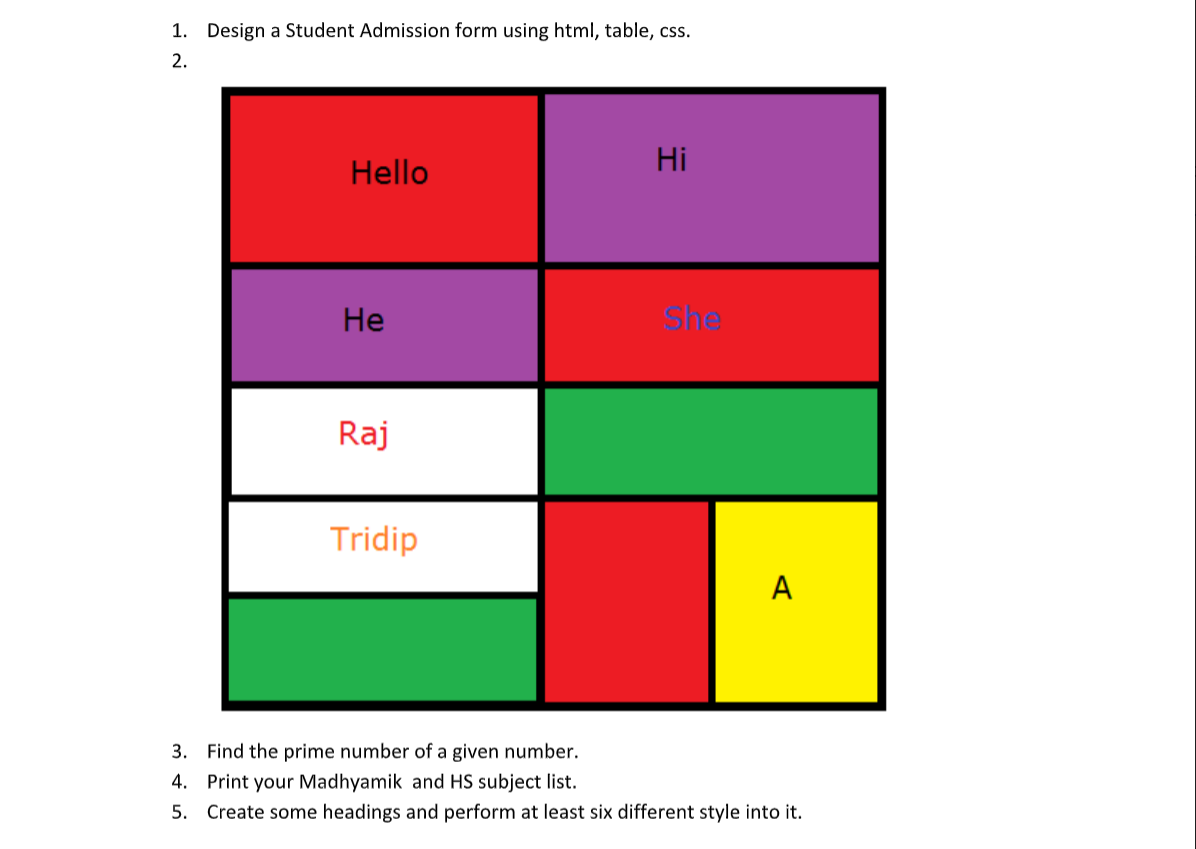 1. Design a Student Admission form using html, table, css.
2.
Hello
Hi
He
She
Raj
Tridip
A
3. Find the prime number of a given number.
4. Print your Madhyamik and HS subject list.
5. Create some headings and perform at least six different style into it.